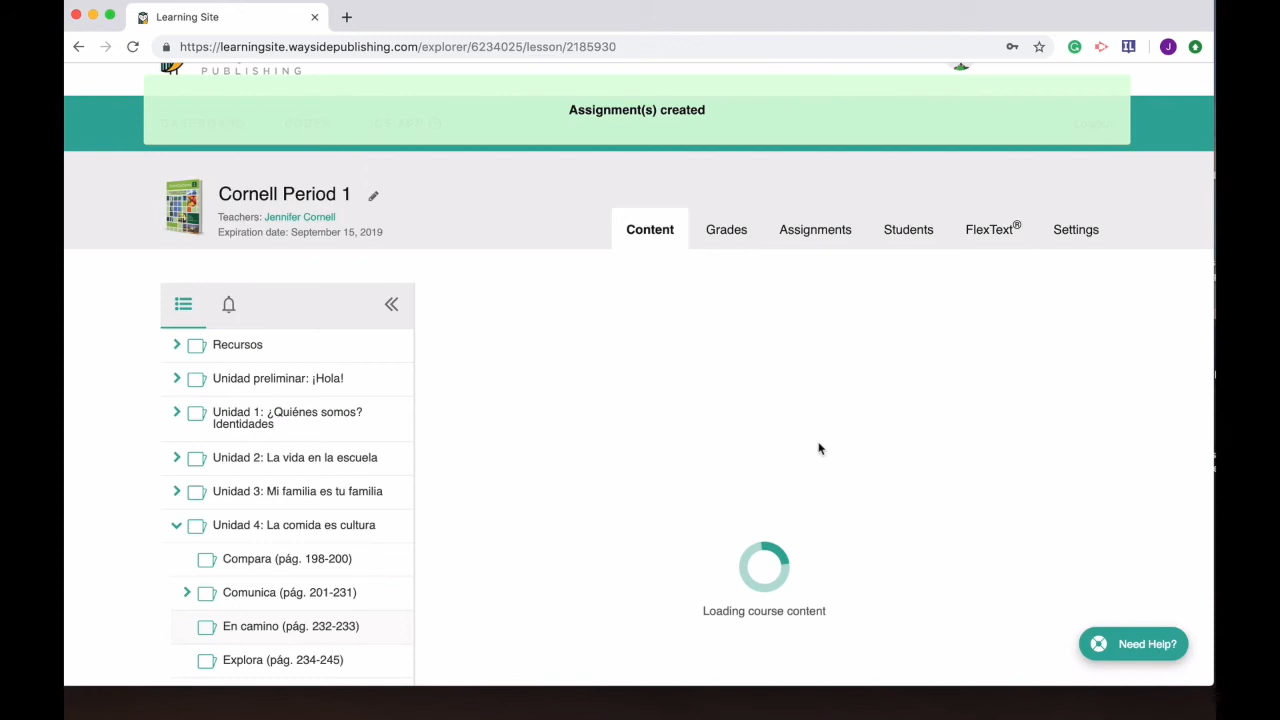 Learning Site
https://learningsite.waysidepublishing.com/explorer/6234025/lesson/2185930
IL
J
PUBLISHING
Assignment(s) created
Cornell Period 1
Teachers: Jennifer Cornell
Expiration date: September 15, 2019
Content Grades Assignments Students FlexText® Settings
Recursos
Unidad preliminar: ¡Hola!
Unidad 1: ¿Quiénes somos?
Identidades
Unidad 2: La vida en la escuela
Unidad 3: Mi familia es tu familia
Unidad 4: La comida es cultura
Compara (pág. 198-200)
Comunica (pág. 201-231)
En camino (pág. 232-233)
Explora (pág. 234-245)
Loading course content
Need Help?